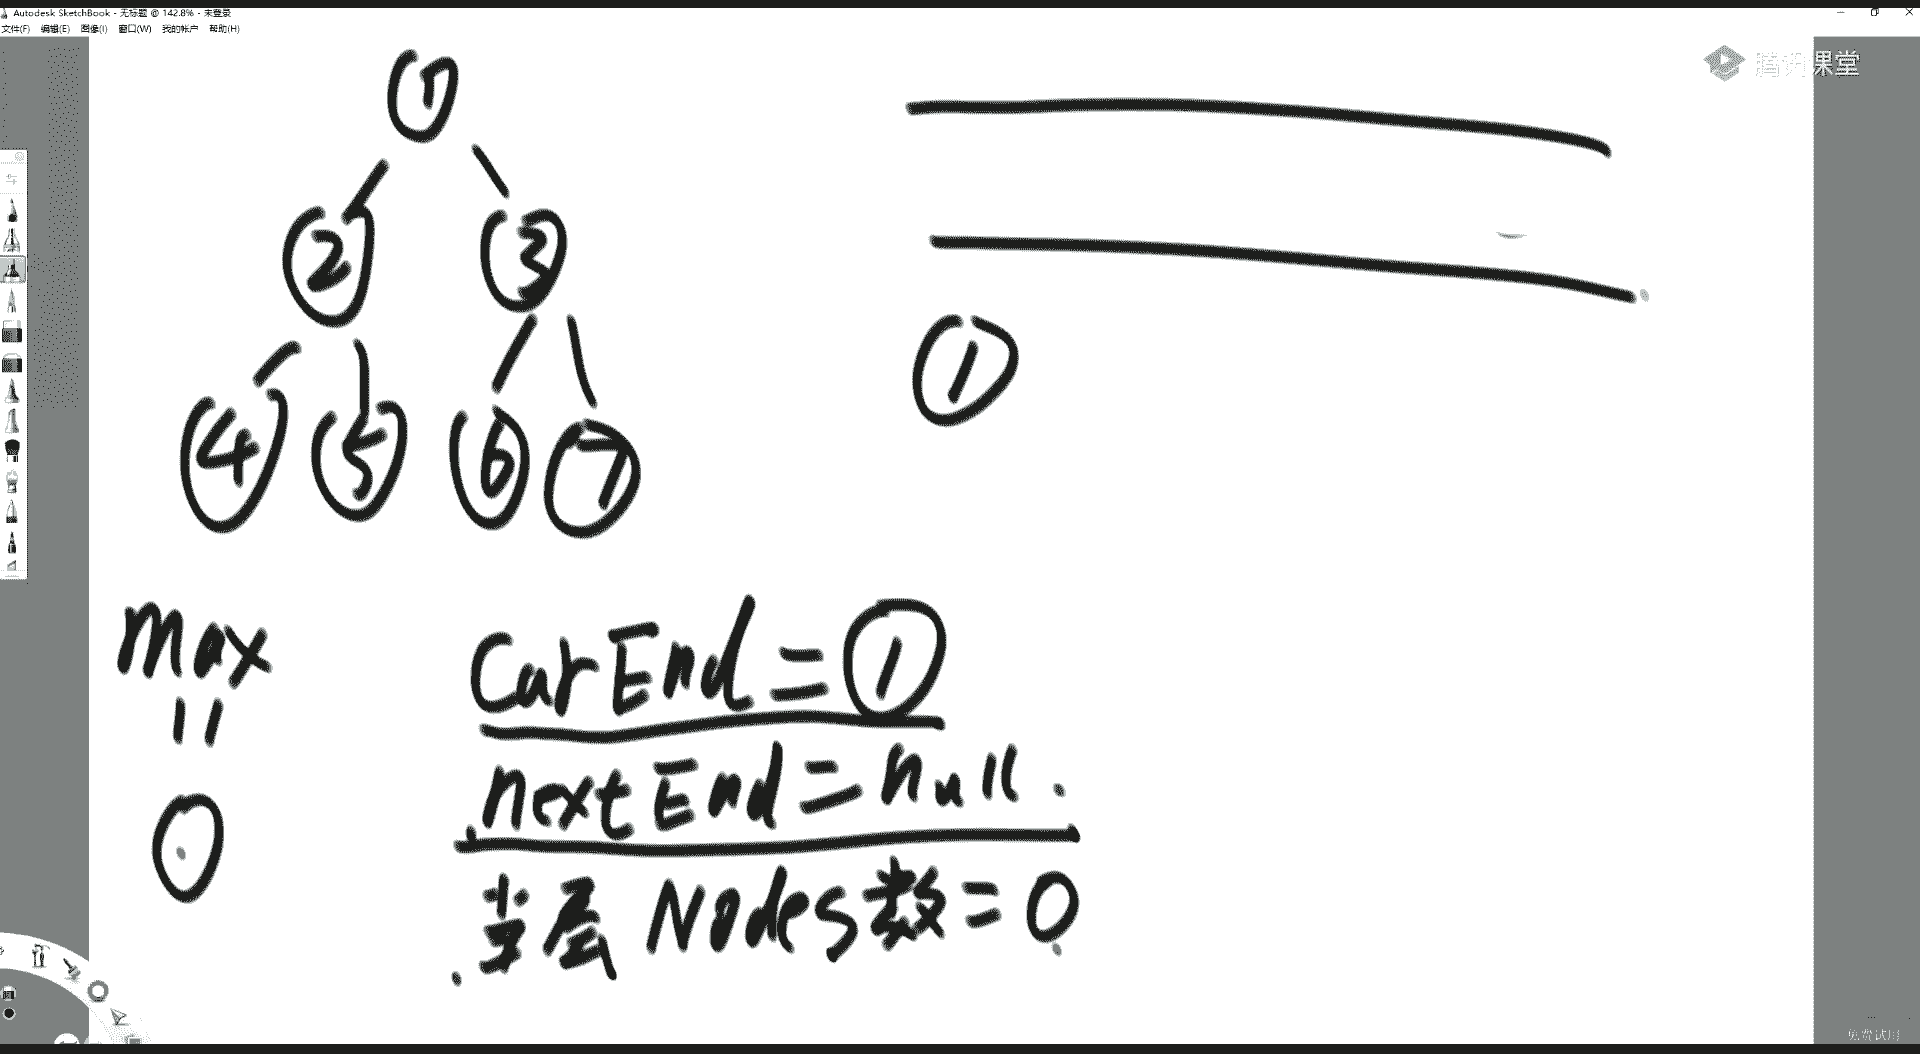 Autodesk SketchBook - 无标题 @ 142.8% - 未登录
文件(F) 编辑(E) 图像(I) 窗口(W) 我的帐户 帮助(H)
腾讯课堂
1
2 3
4 5 6 7
1
max
=
0
CurEnd = 1
nextEnd = null
当层 Nodes数 = 0
免费试用